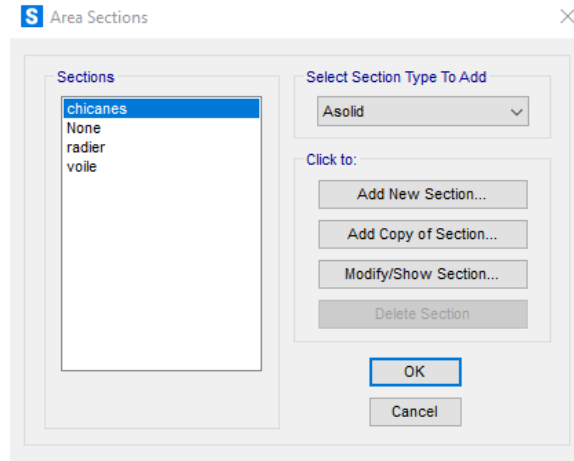 S Area Sections
Sections
chicanes
None
radier
voile
Select Section Type To Add
Asolid
Click to:
Add New Section...
Add Copy of Section...
Modify/Show Section...
Delete Section
OK
Cancel